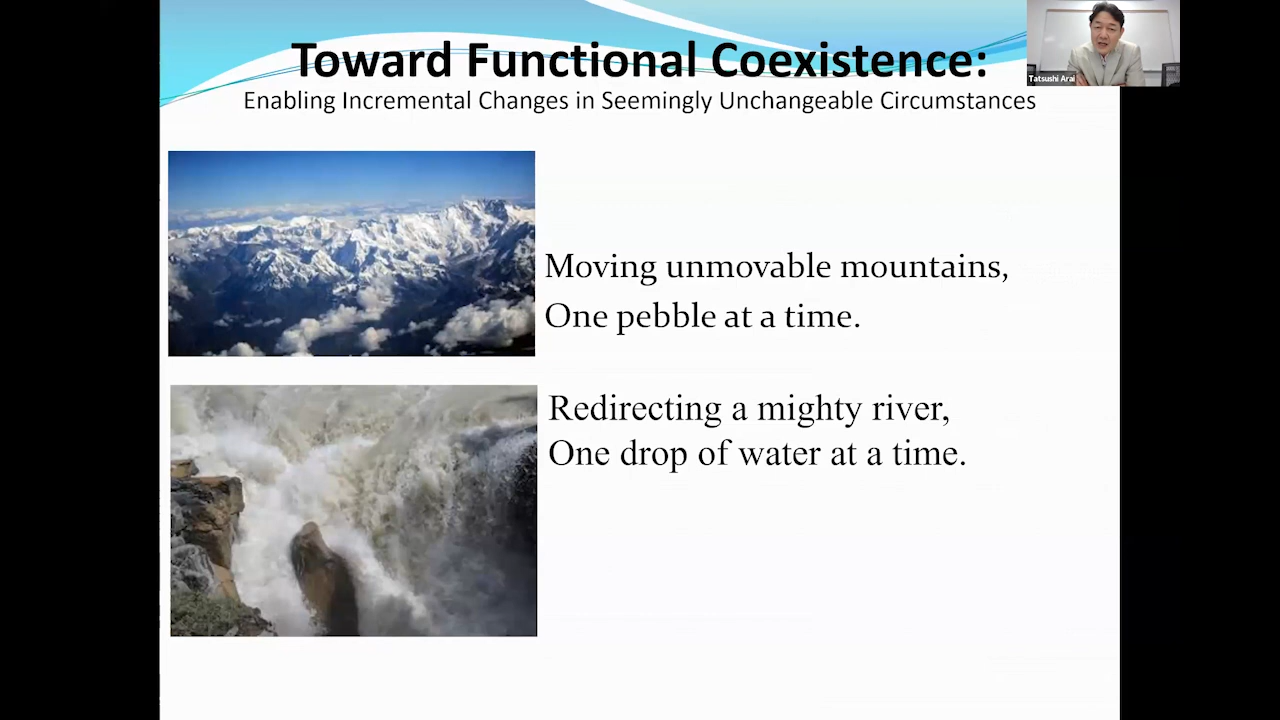 Toward Functional Coexistence:
Enabling Incremental Changes in Seemingly Unchangeable Circumstances
Tatsushi Arai
Moving unmovable mountains,
One pebble at a time.
Redirecting a mighty river,
One drop of water at a time.